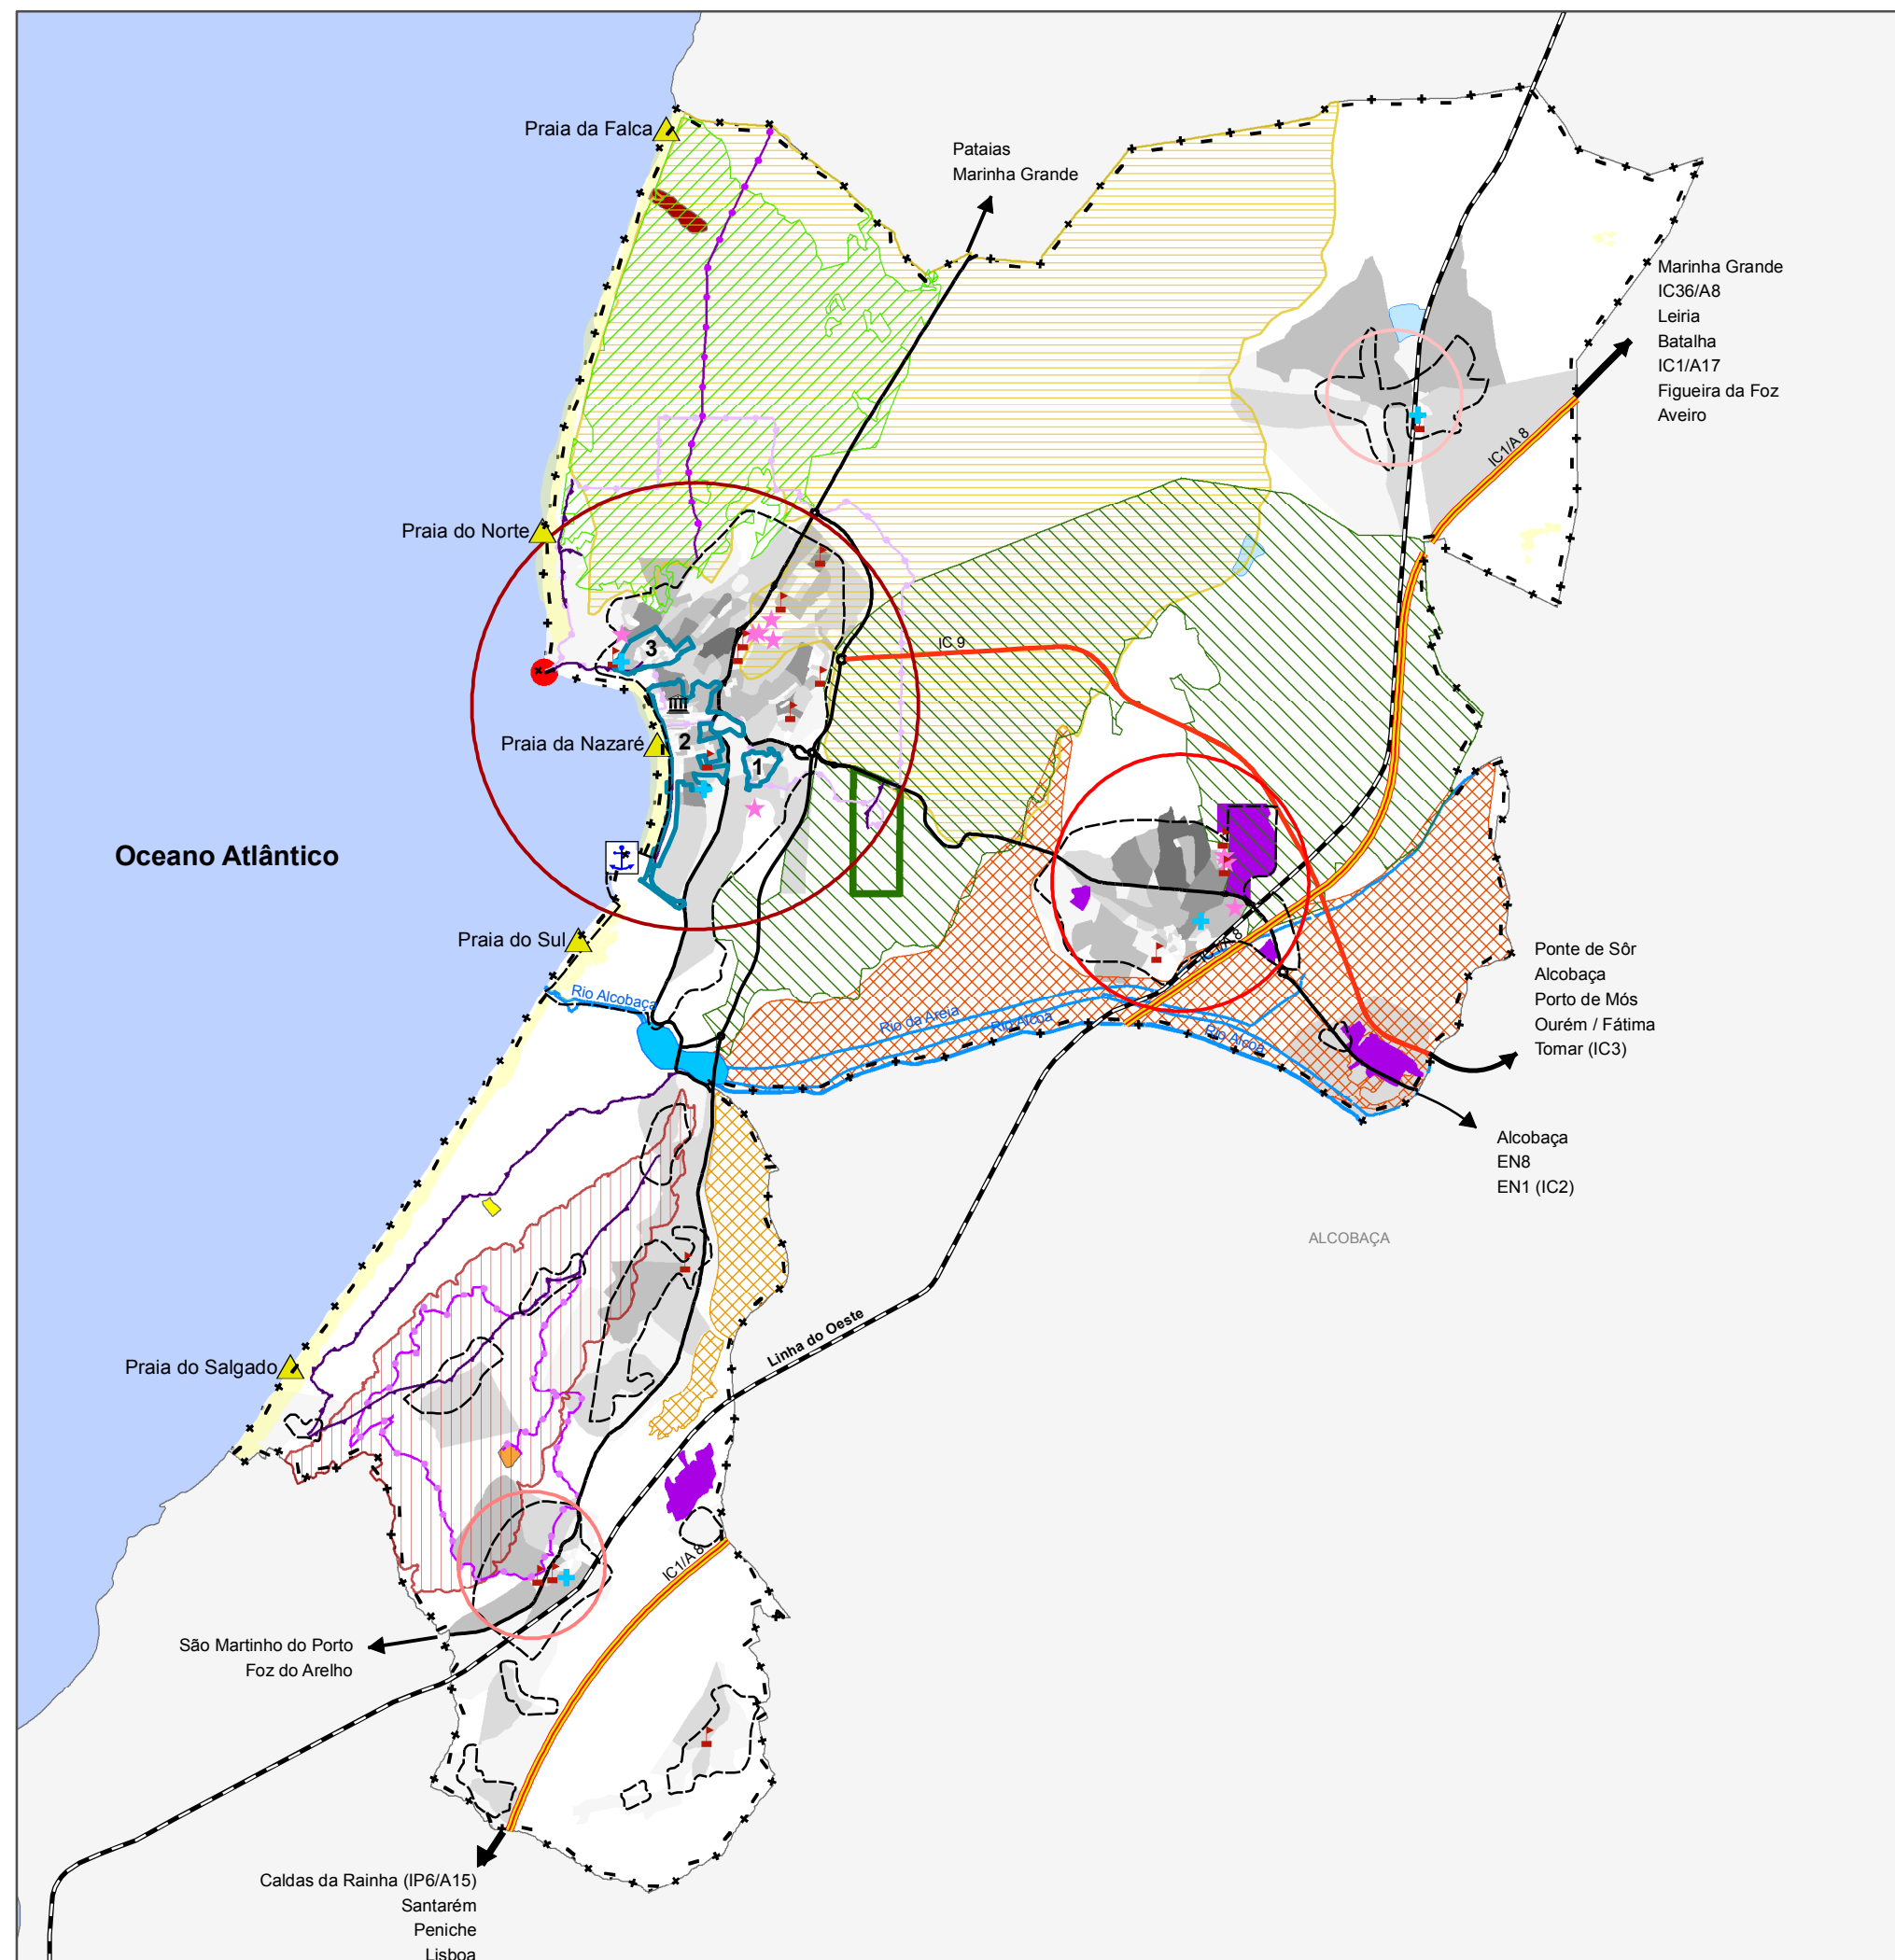 Praia da Falca
Pataias
Marinha Grande
Marinha Grande
IC36/A8
Leiria
Batalha
IC1/A17
Figueira da Foz
Aveiro
IC1/A 8
Praia do Norte
IC 9
3
Praia da Nazaré
2
1
Oceano Atlântico
Praia do Sul
IC1/A 8
Rio Alcobaça
Rio da Areia
Rio Alcoa
Rio Alcoa
Ponte de Sôr
Alcobaça
Porto de Mós
Ourém / Fátima
Tomar (IC3)
Alcobaça
EN8
EN1 (IC2)
ALCOBAÇA
Linha do Oeste
Praia do Salgado
IC1/A 8
São Martinho do Porto
Foz do Arelho
Caldas da Rainha (IP6/A15)
Santarém
Peniche
Lisboa